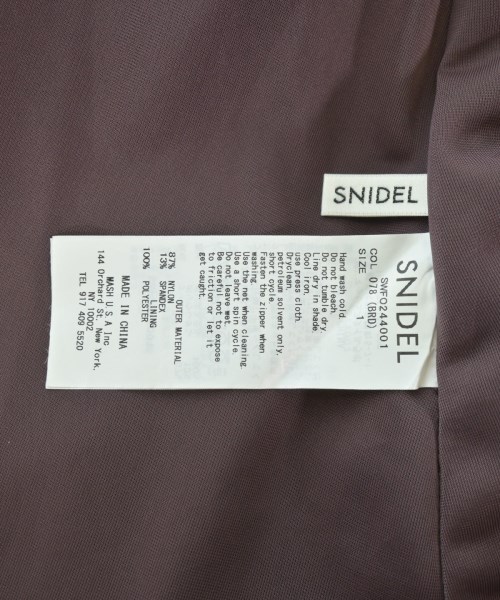 SNIDEL
SNIDEL
SWFO244001
COL 078 (BRD)
SIZE 1
Hand wash cold.
Do not bleach.
Do not tumble dry.
Line dry in shade
Cool iron,
use press cloth.
Dryclean,
petroleum solvent only,
short cycle.
Fasten the zipper when
washing.
Use the net when cleaning.
Use a short spin cycle.
Do not leave wet.
Be careful not to expose
to friction or let it
get caught.
OUTER MATERIAL
87% NYLON
13% SPANDEX
LINING
100% POLYESTER
MADE IN CHINA
MASH U.S.A Inc
144 Orchard St. New York,
NY 10002
TEL 917 409 5520